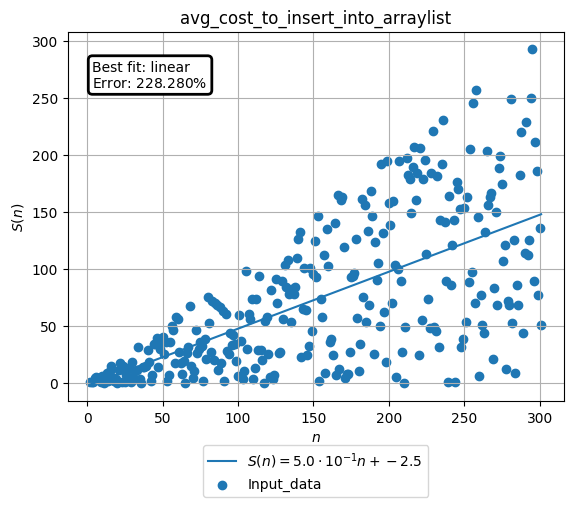 avg_cost_to_insert_into_arraylist
Best fit: linear
Error: 228.280%
300
250
200
150
100
50
0
S(n)
0 50 100 150 200 250 300
n
S(n) = 5.0 · 10⁻¹n + −2.5
Input_data